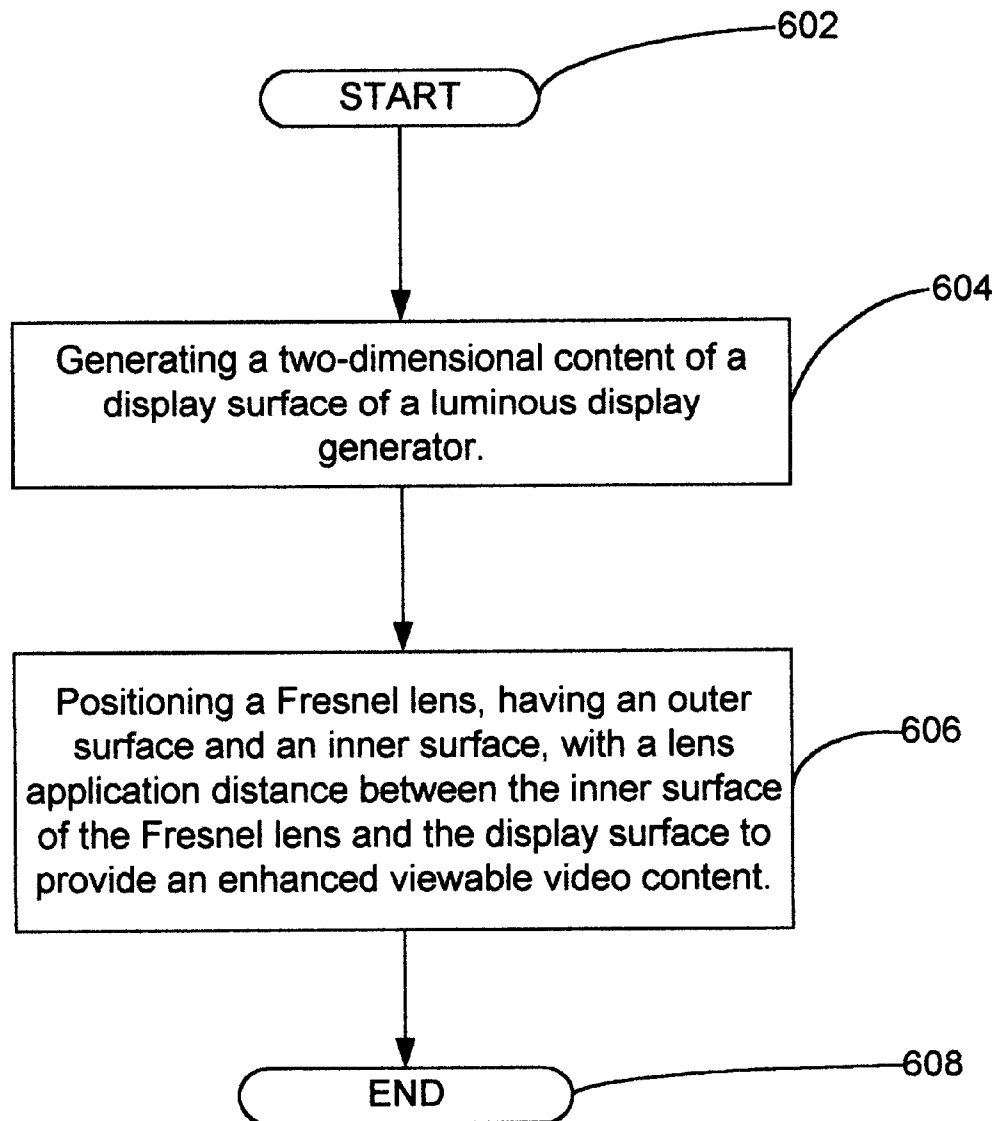 602
START
604
Generating a two-dimensional content of a
display surface of a luminous display
generator.
Positioning a Fresnel lens, having an outer
surface and an inner surface, with a lens
application distance between the inner surface
of the Fresnel lens and the display surface to
provide an enhanced viewable video content.
606
608
END